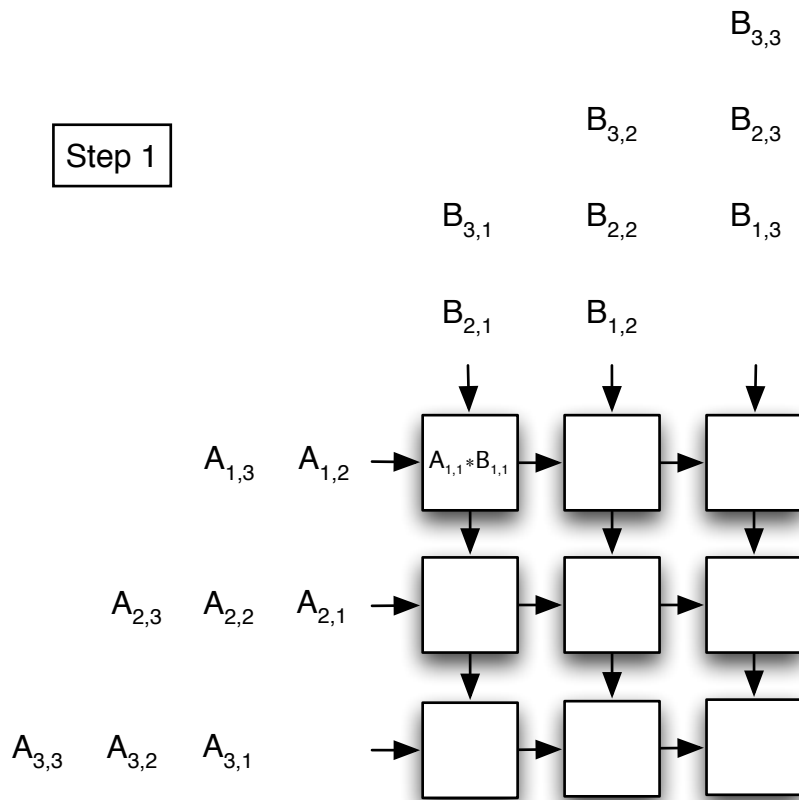 B3,3
Step 1
B3,2 B2,3
B3,1 B2,2 B1,3
B2,1 B1,2
A1,3 A1,2 A1,1*B1,1
A2,3 A2,2 A2,1
A3,3 A3,2 A3,1